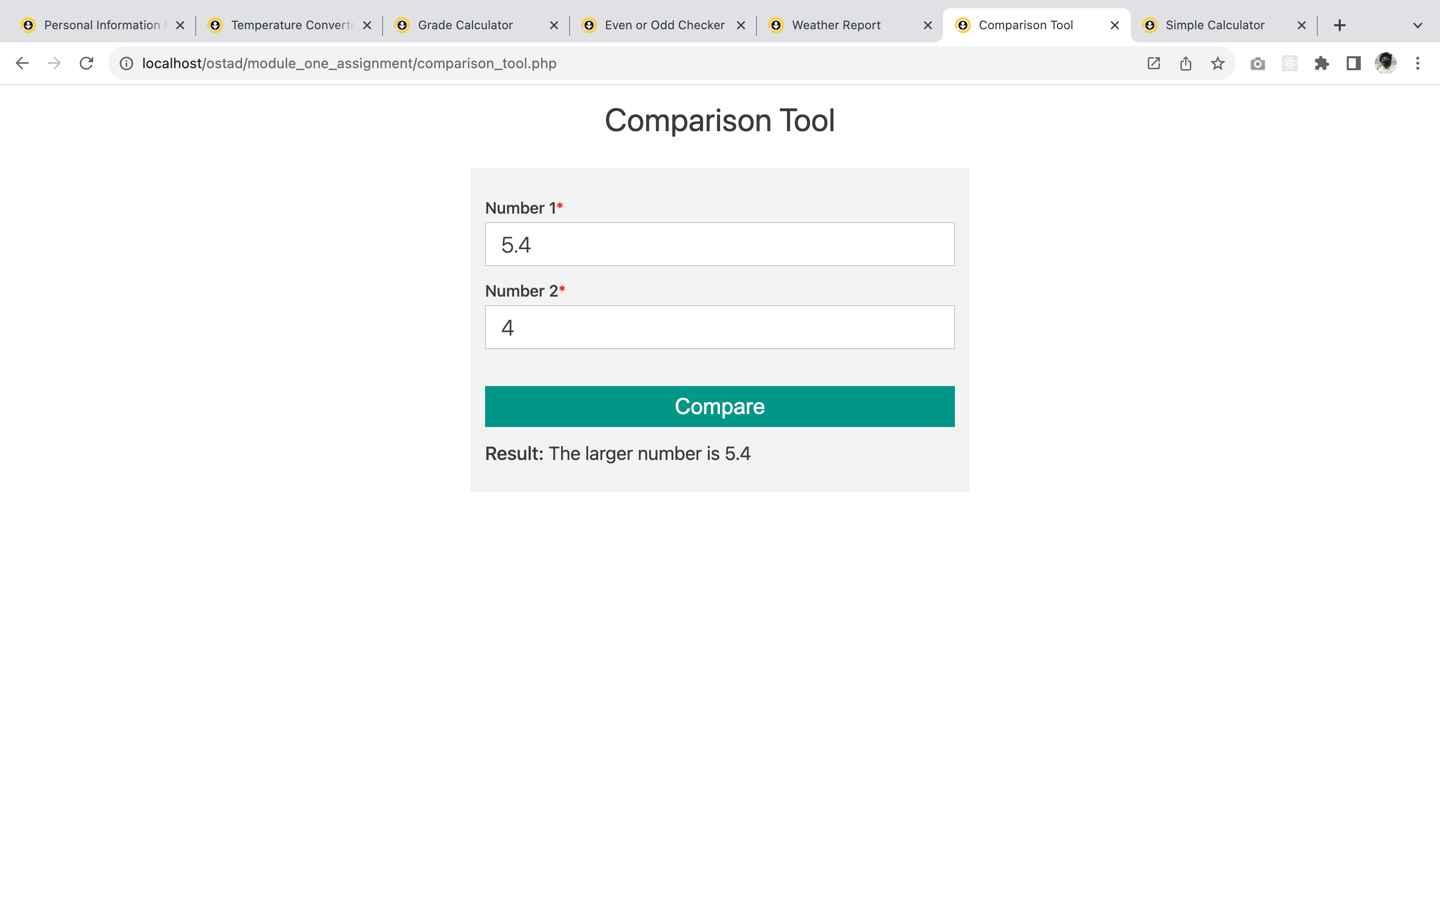 Personal Information
Temperature Converte
Grade Calculator
Even or Odd Checker
Weather Report
Comparison Tool
Simple Calculator
localhost/ostad/module_one_assignment/comparison_tool.php
Comparison Tool
Number 1*
5.4
Number 2*
4
Compare
Result: The larger number is 5.4